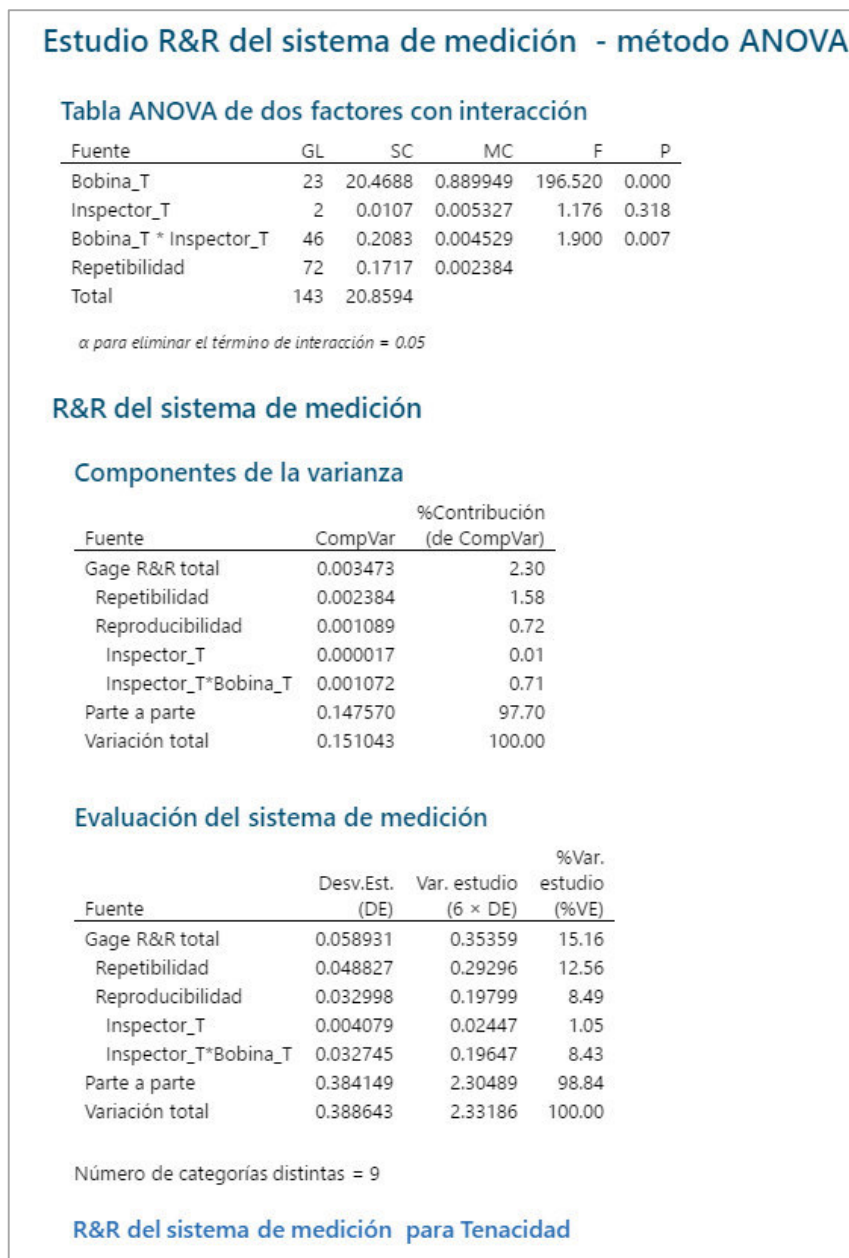 Estudio R&R del sistema de medición - método ANOVA
Tabla ANOVA de dos factores con interacción
Fuente GL SC MC F P
Bobina_T 23 20.4688 0.889949 196.520 0.000
Inspector_T 2 0.0107 0.005327 1.176 0.318
Bobina_T * Inspector_T 46 0.2083 0.004529 1.900 0.007
Repetibilidad 72 0.1717 0.002384
Total 143 20.8594
α para eliminar el término de interacción = 0.05
R&R del sistema de medición
Componentes de la varianza
%Contribución
Fuente CompVar (de CompVar)
Gage R&R total 0.003473 2.30
Repetibilidad 0.002384 1.58
Reproducibilidad 0.001089 0.72
Inspector_T 0.000017 0.01
Inspector_T*Bobina_T 0.001072 0.71
Parte a parte 0.147570 97.70
Variación total 0.151043 100.00
Evaluación del sistema de medición
%Var.
Desv.Est. Var. estudio estudio
Fuente (DE) (6 × DE) (%VE)
Gage R&R total 0.058931 0.35359 15.16
Repetibilidad 0.048827 0.29296 12.56
Reproducibilidad 0.032998 0.19799 8.49
Inspector_T 0.004079 0.02447 1.05
Inspector_T*Bobina_T 0.032745 0.19647 8.43
Parte a parte 0.384149 2.30489 98.84
Variación total 0.388643 2.33186 100.00
Número de categorías distintas = 9
R&R del sistema de medición para Tenacidad